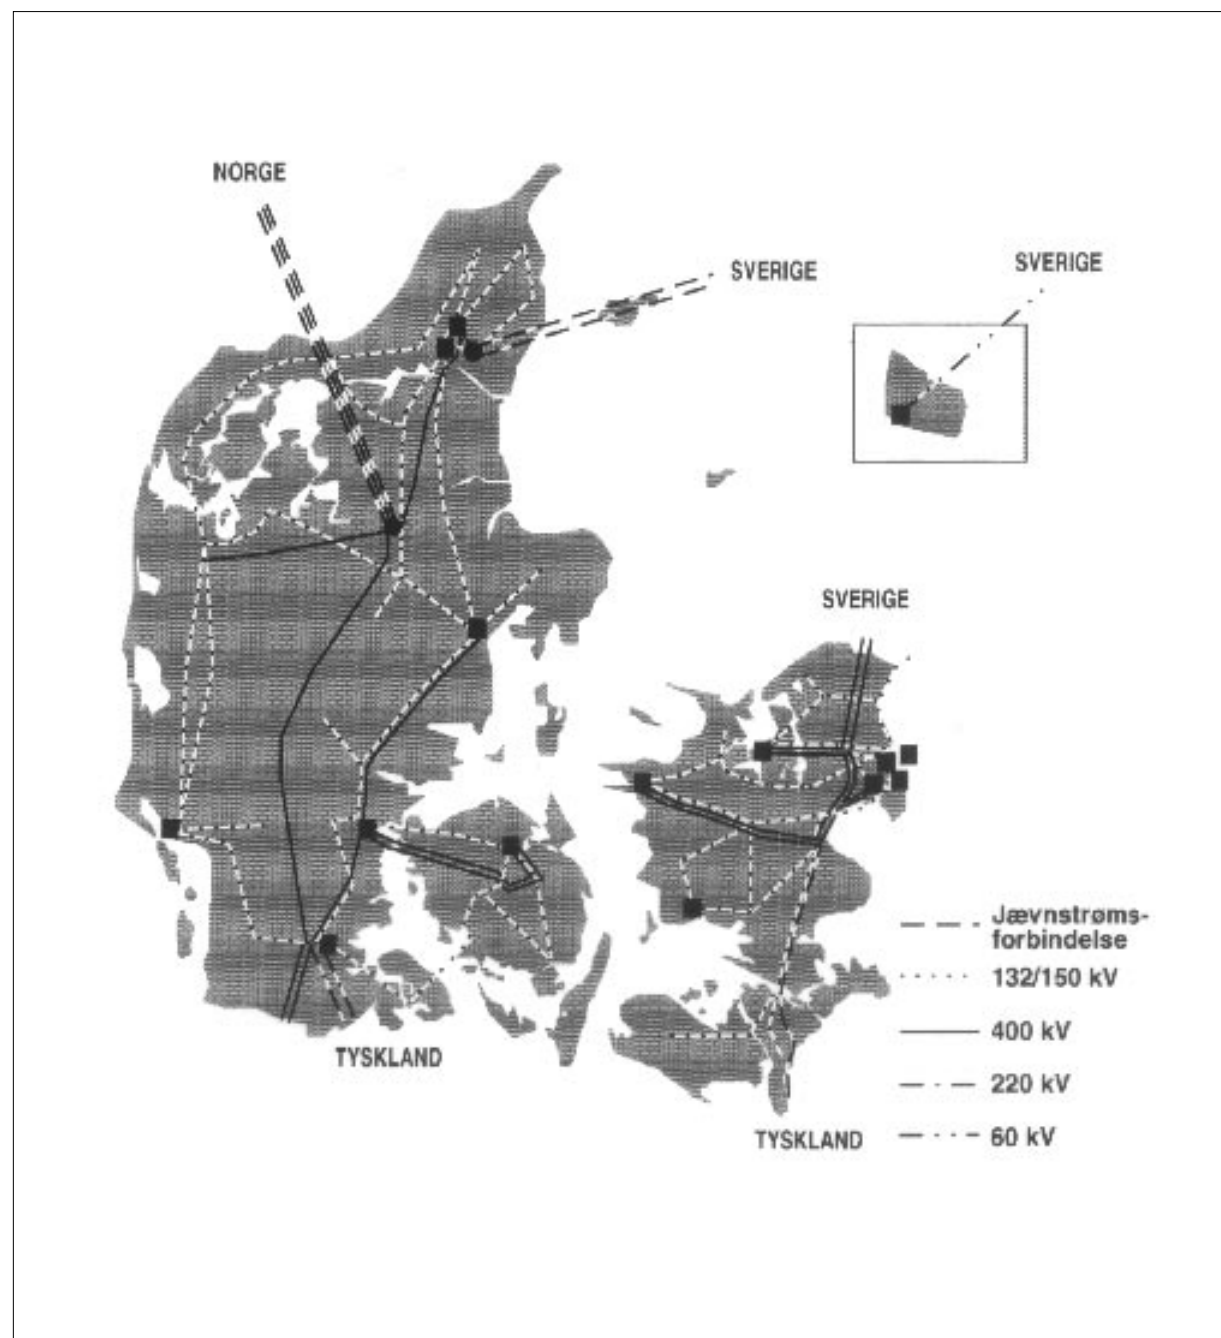 NORGE
SVERIGE
SVERIGE
SVERIGE
Jævnstrøms-
forbindelse
132/150 kV
400 kV
220 kV
60 kV
TYSKLAND
TYSKLAND